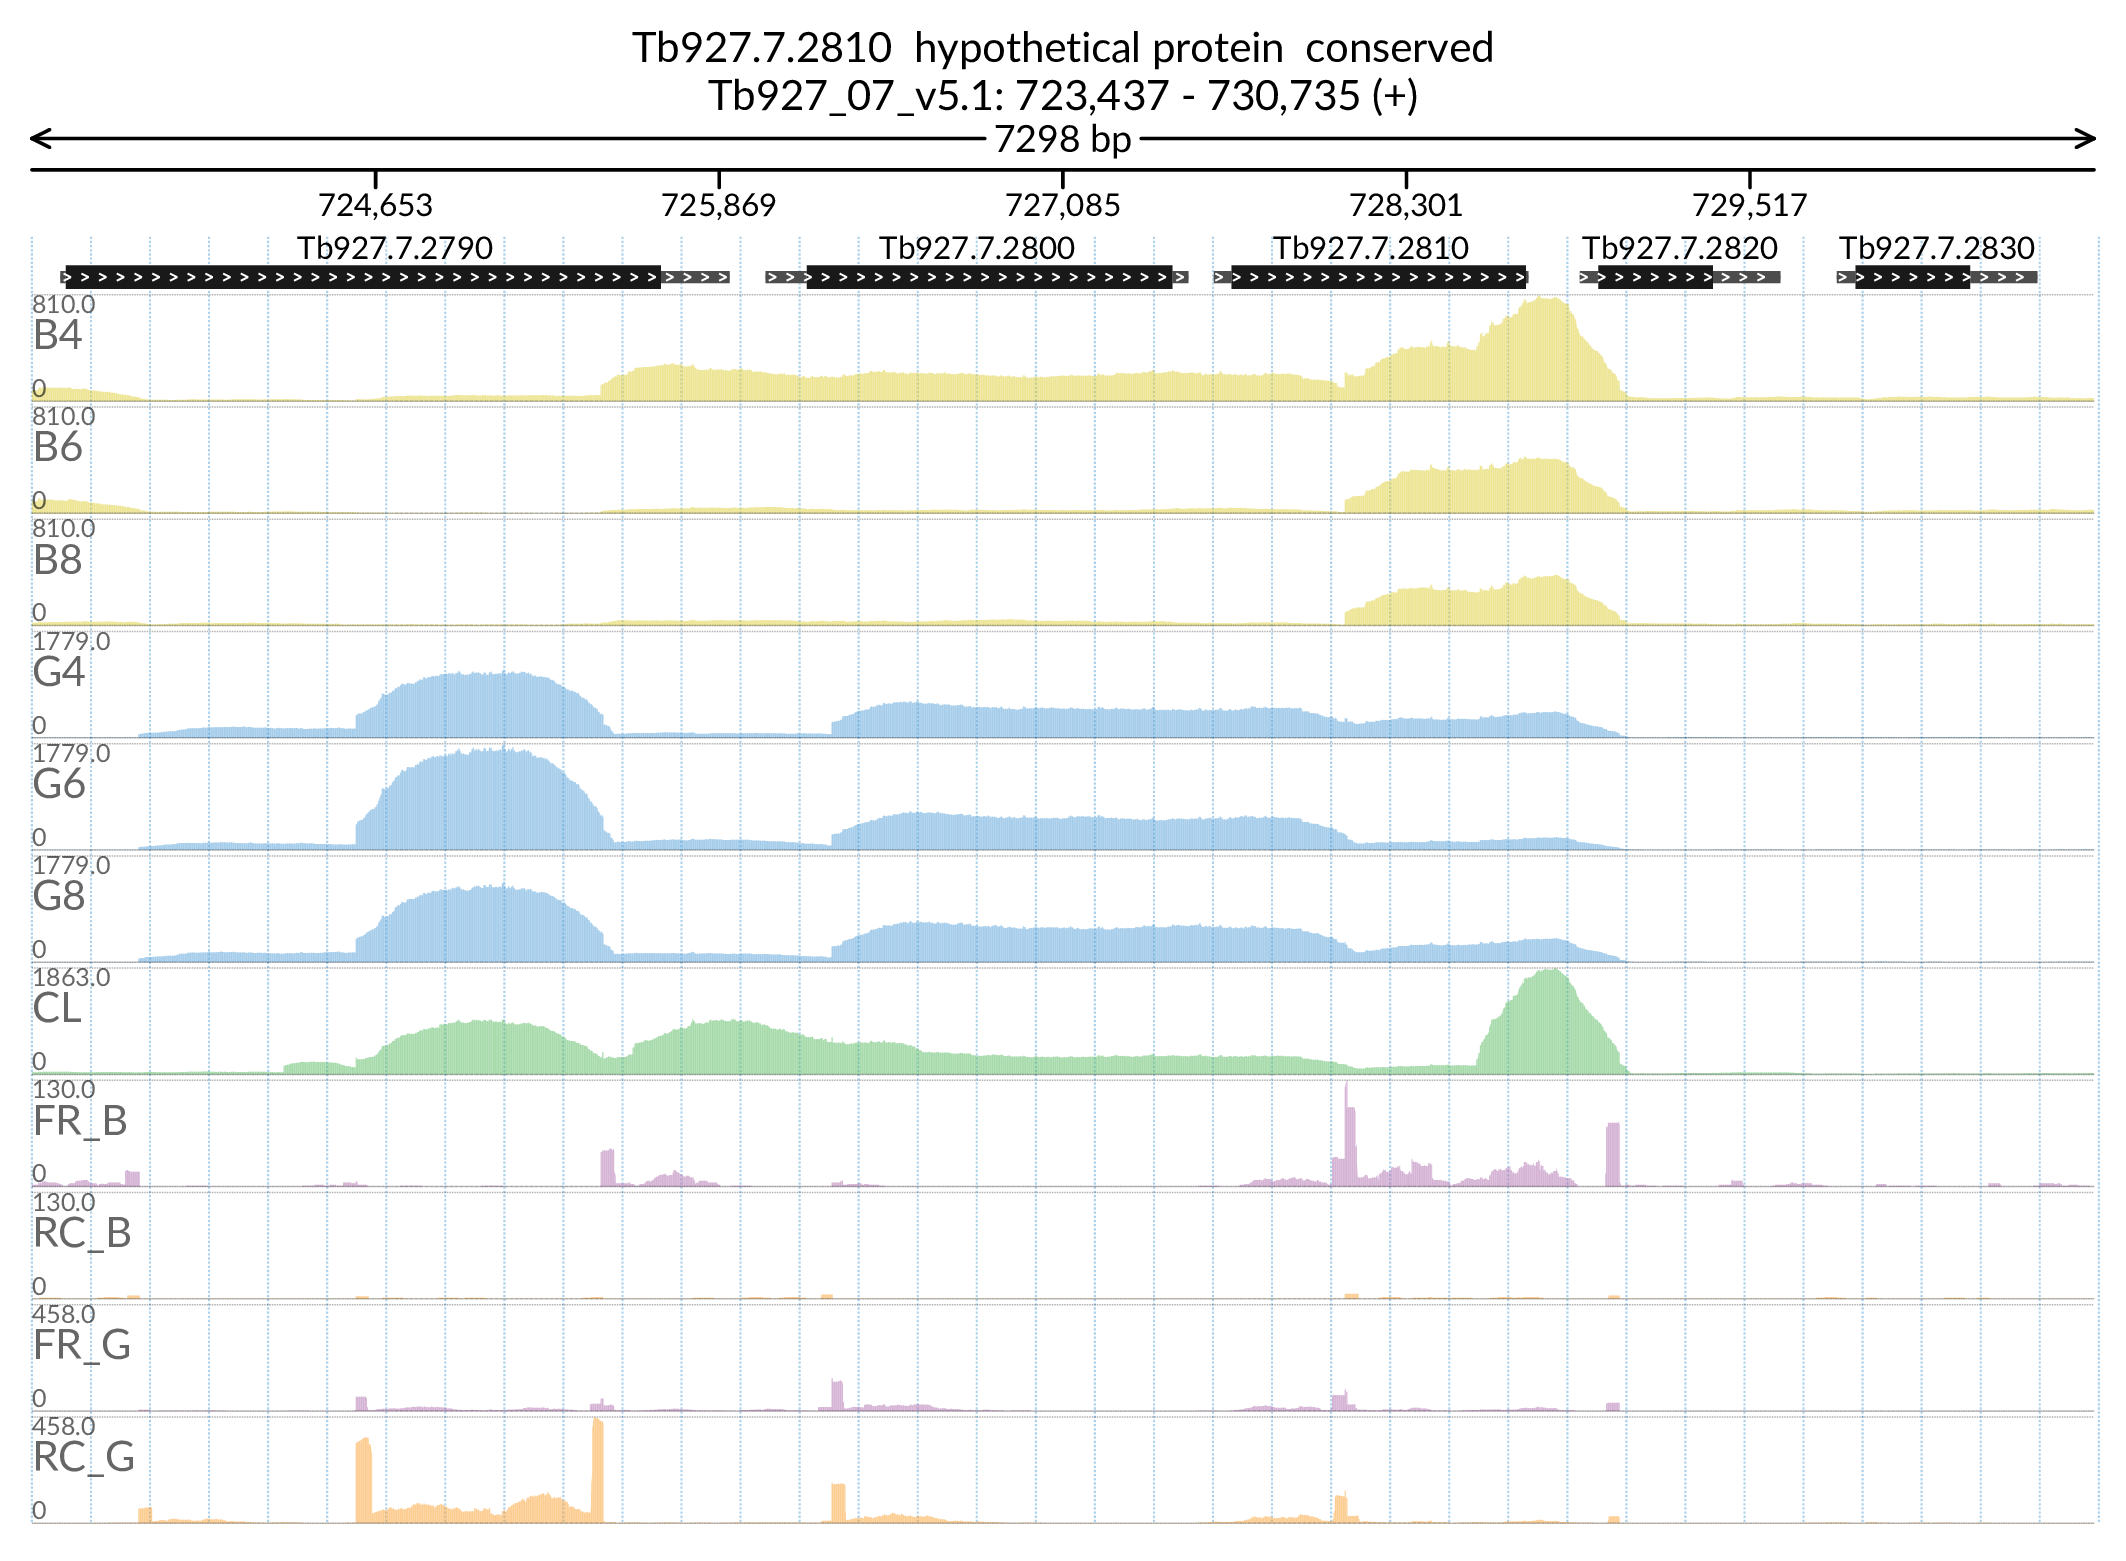 Tb927.7.2810 hypothetical protein conserved
Tb927_07_v5.1: 723,437 - 730,735 (+)
7298 bp
724,653 725,869 727,085 728,301 729,517
Tb927.7.2790 Tb927.7.2800 Tb927.7.2810 Tb927.7.2820 Tb927.7.2830
810.0
B4
0
810.0
B6
0
810.0
B8
0
1779.0
G4
0
1779.0
G6
0
1779.0
G8
0
1863.0
CL
0
130.0
FR_B
0
130.0
RC_B
0
458.0
FR_G
0
458.0
RC_G
0